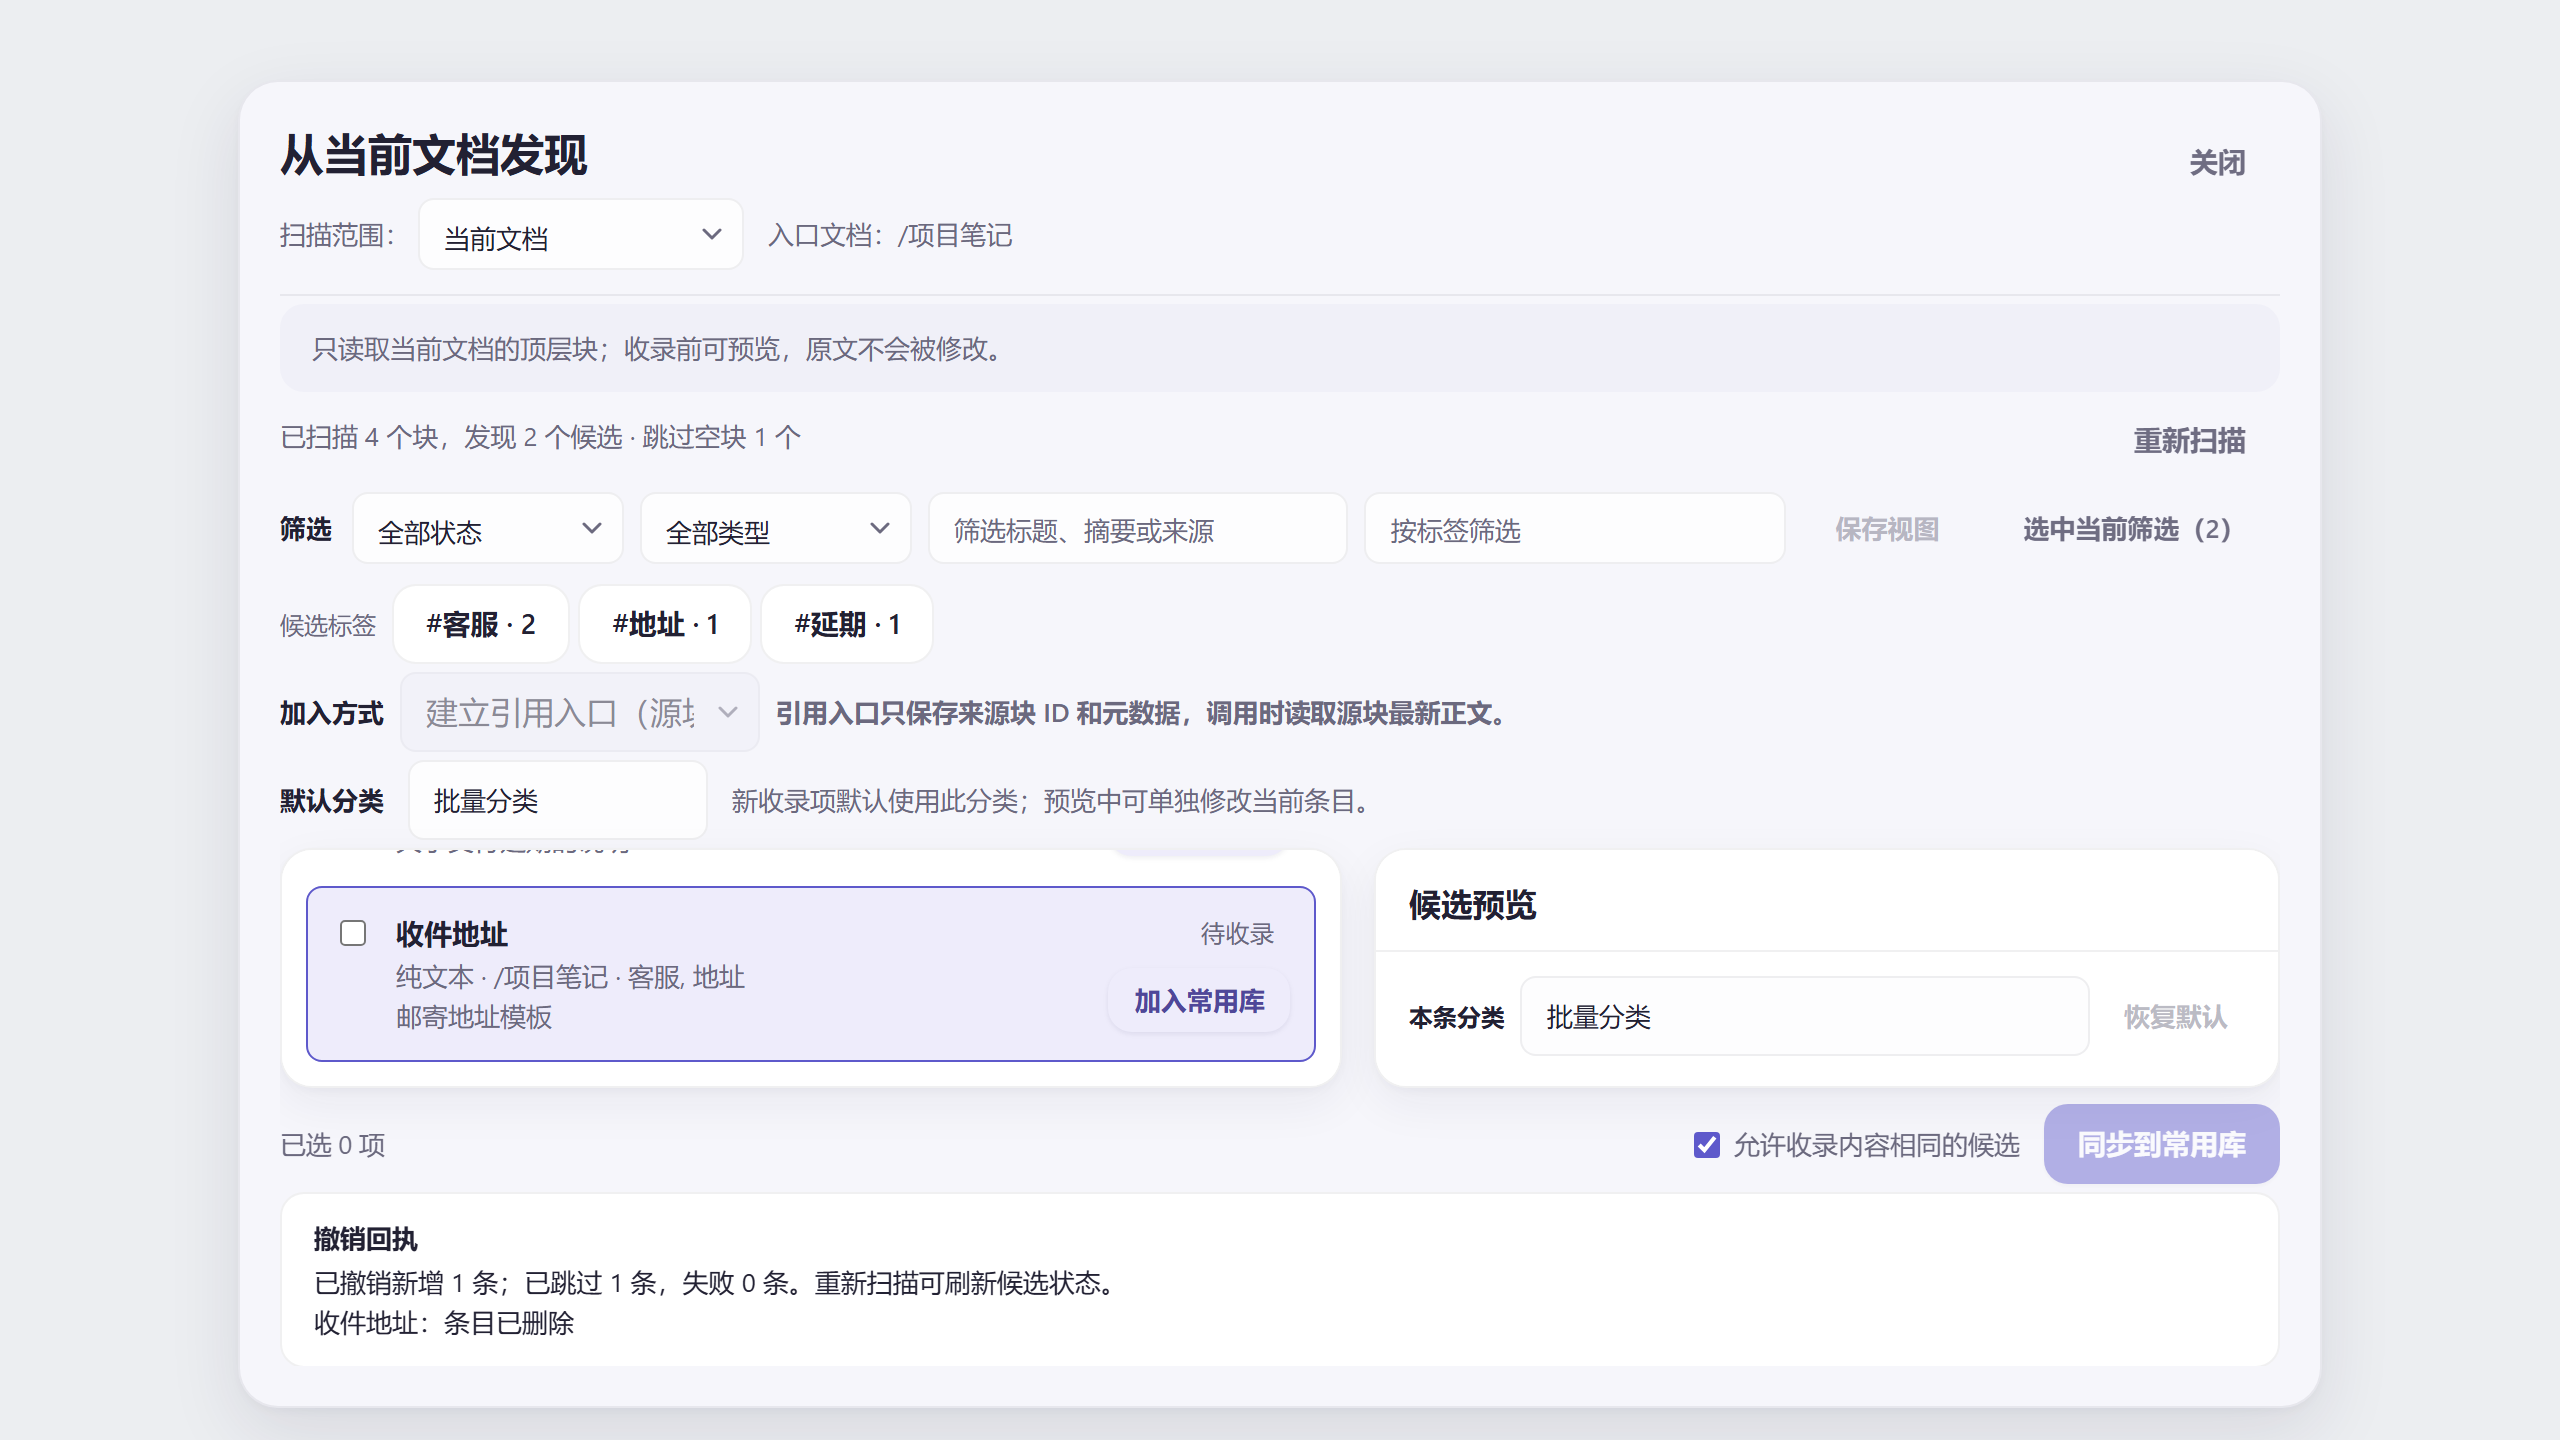 从当前文档发现
关闭
扫描范围： 当前文档 入口文档：/项目笔记
只读取当前文档的顶层块；收录前可预览，原文不会被修改。
已扫描 4 个块，发现 2 个候选 · 跳过空块 1 个
重新扫描
筛选 全部状态 全部类型 筛选标题、摘要或来源 按标签筛选 保存视图 选中当前筛选（2）
候选标签 #客服 · 2 #地址 · 1 #延期 · 1
加入方式 建立引用入口（源 引用入口只保存来源块 ID 和元数据，调用时读取源块最新正文。
默认分类 批量分类 新收录项默认使用此分类；预览中可单独修改当前条目。
收件地址 待收录
纯文本 · /项目笔记 · 客服, 地址
邮寄地址模板
加入常用库
候选预览
本条分类 批量分类 恢复默认
已选 0 项
允许收录内容相同的候选 同步到常用库
撤销回执
已撤销新增 1 条；已跳过 1 条，失败 0 条。重新扫描可刷新候选状态。
收件地址：条目已删除